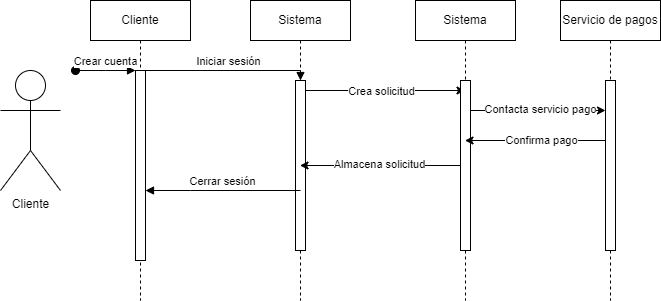 Cliente
Sistema
Sistema
Servicio de pagos
Crear cuenta
Iniciar sesión
Crea solicitud
Contacta servicio pago
Confirma pago
Almacena solicitud
Cerrar sesión
Cliente